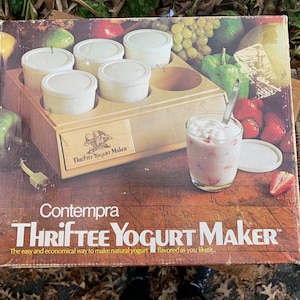 Thriftee Yogurt Maker
Contempra
Thriftee Yogurt Maker
The easy and economical way to make natural yogurt flavored as you like it.